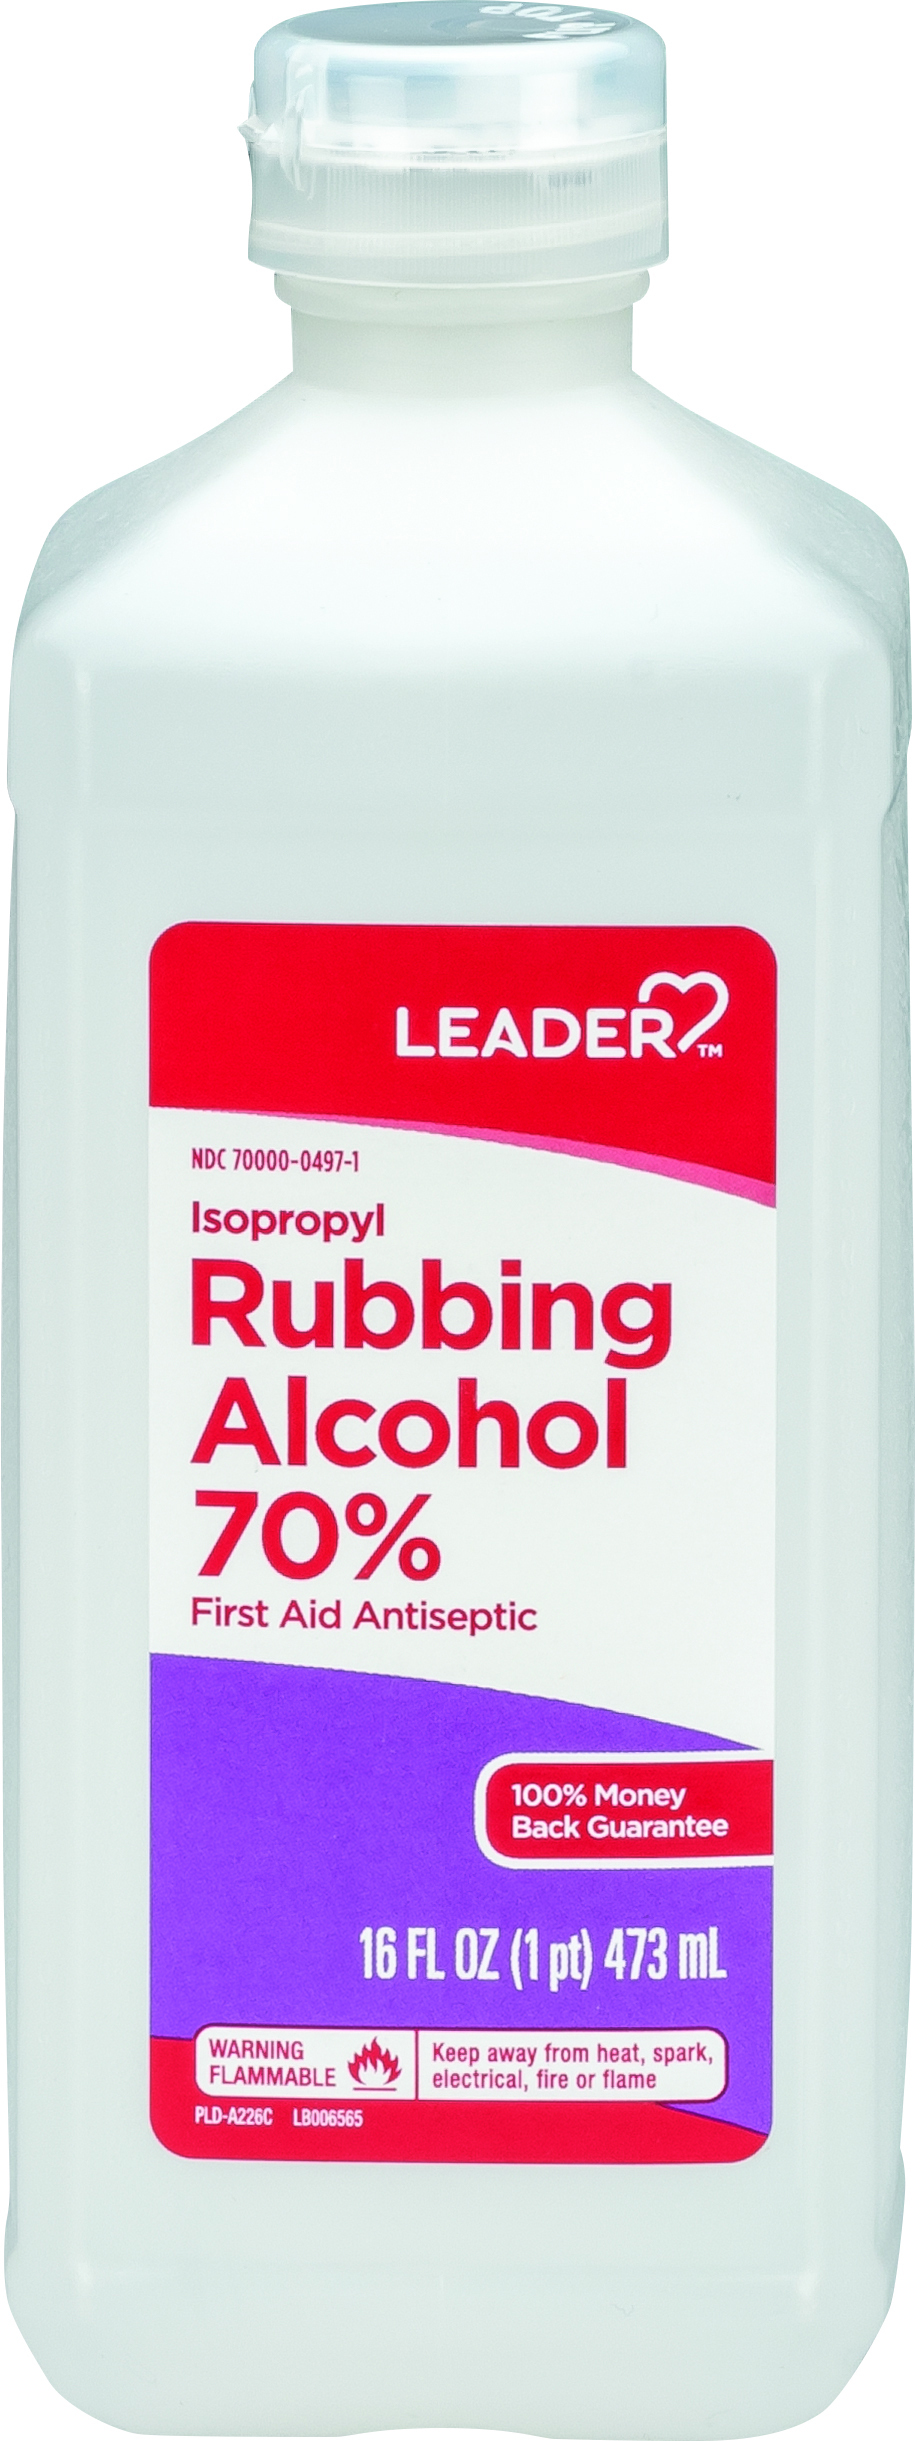 LEADER™
NDC 70000-0497-1
Isopropyl
Rubbing
Alcohol
70%
First Aid Antiseptic
100% Money
Back Guarantee
16 FL OZ (1 pt) 473 mL
WARNING
FLAMMABLE
Keep away from heat, spark,
electrical, fire or flame
PLD-A226C LB006565